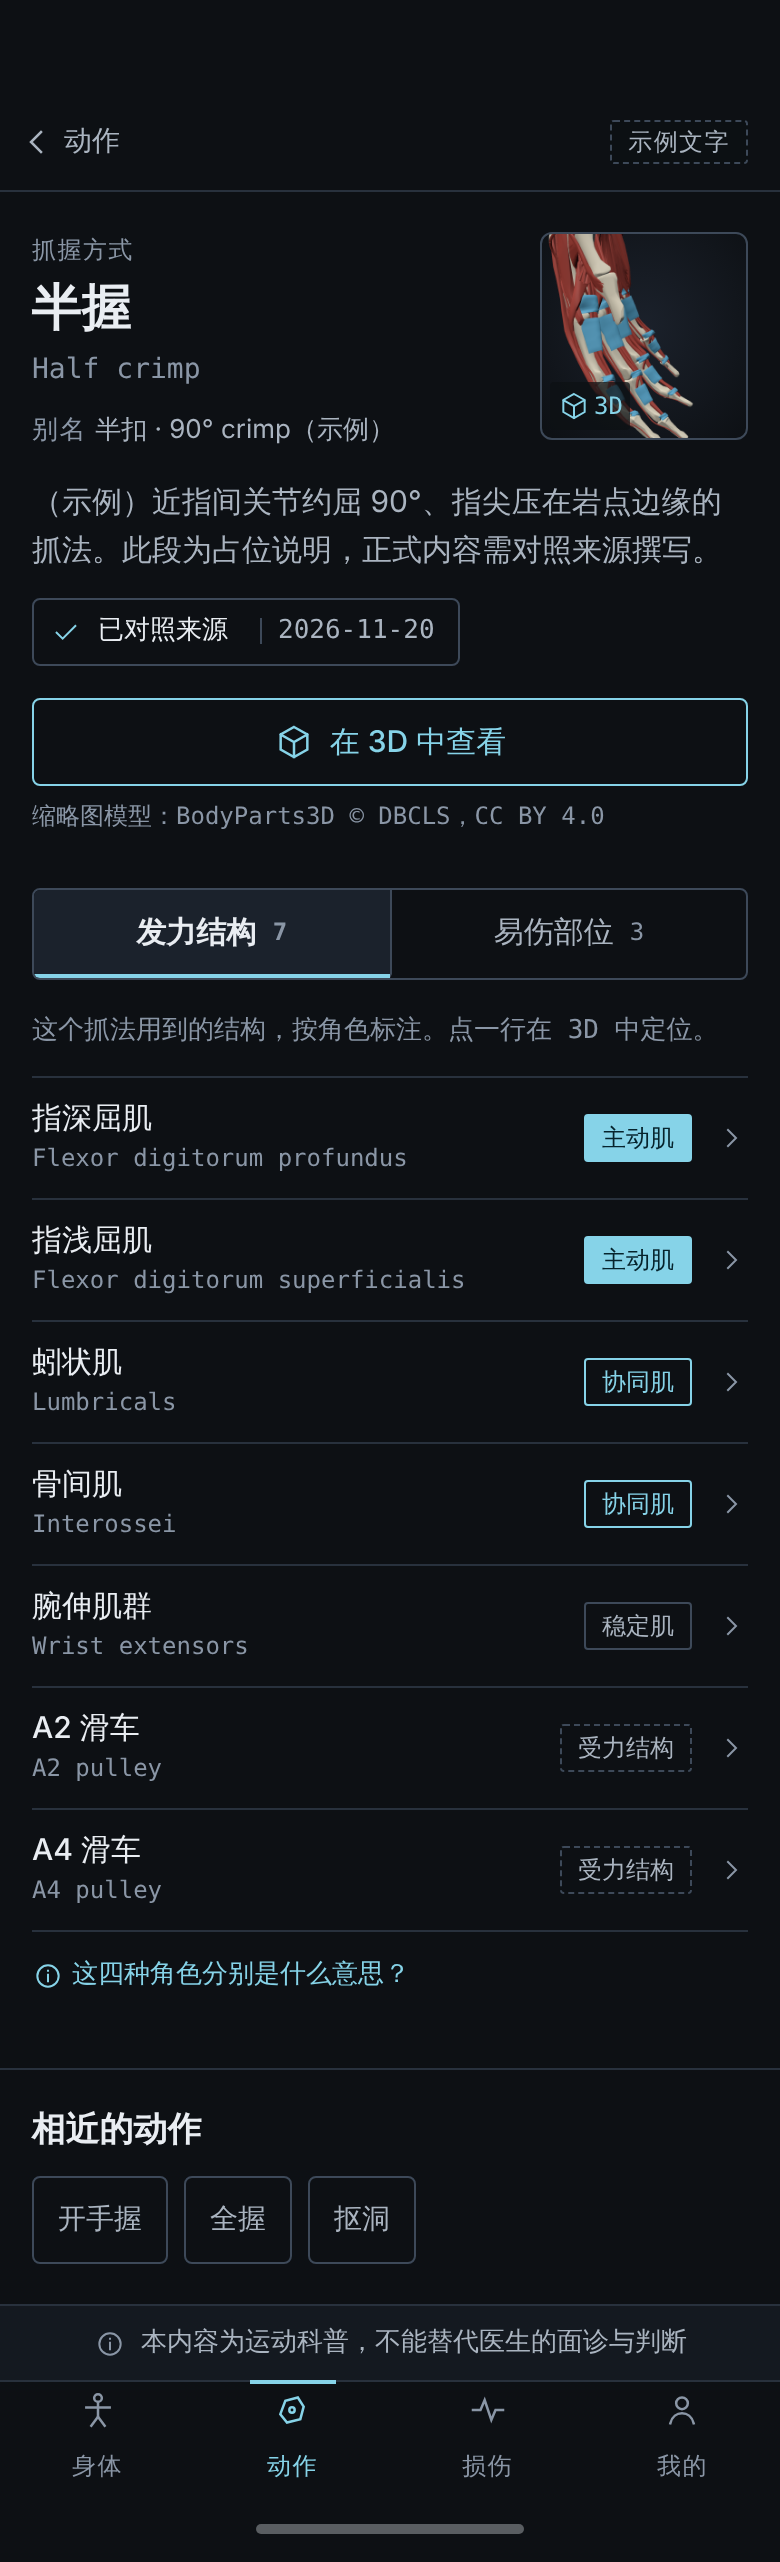 动作
示例文字
抓握方式
半握
Half crimp
别名 半扣 · 90° crimp（示例）
3D
（示例）近指间关节约屈 90°、指尖压在岩点边缘的
抓法。此段为占位说明，正式内容需对照来源撰写。
已对照来源 | 2026-11-20
在 3D 中查看
缩略图模型：BodyParts3D © DBCLS，CC BY 4.0
发力结构 7
易伤部位 3
这个抓法用到的结构，按角色标注。点一行在 3D 中定位。
指深屈肌
Flexor digitorum profundus
主动肌
指浅屈肌
Flexor digitorum superficialis
主动肌
蚓状肌
Lumbricals
协同肌
骨间肌
Interossei
协同肌
腕伸肌群
Wrist extensors
稳定肌
A2 滑车
A2 pulley
受力结构
A4 滑车
A4 pulley
受力结构
这四种角色分别是什么意思？
相近的动作
开手握
全握
抠洞
本内容为运动科普，不能替代医生的面诊与判断
身体
动作
损伤
我的